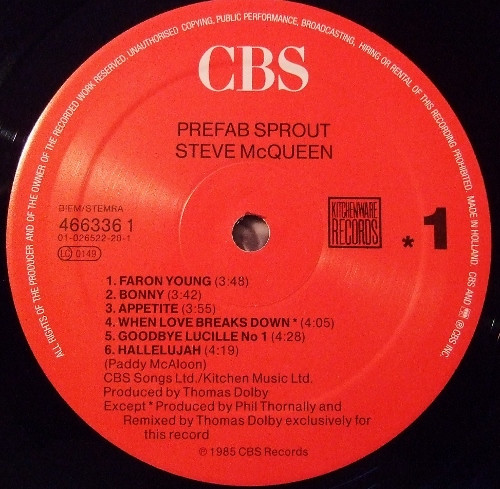 ALL RIGHTS OF THE PRODUCER AND OF THE OWNER OF THE RECORDED WORK RESERVED. UNAUTHORISED COPYING, PUBLIC PERFORMANCE, BROADCASTING, HIRING OR RENTAL OF THIS RECORDING PROHIBITED. MADE IN HOLLAND. CBS AND ® CBS INC.
CBS
PREFAB SPROUT
STEVE McQUEEN
BIEM/STEMRA
466336 1
01-026522-20-1
LC 0149
KITCHENWARE
RECORDS
* 1
1. FARON YOUNG (3:48)
2. BONNY (3:42)
3. APPETITE (3:55)
4. WHEN LOVE BREAKS DOWN * (4:05)
5. GOODBYE LUCILLE No 1 (4:28)
6. HALLELUJAH (4:19)
(Paddy McAloon)
CBS Songs Ltd./Kitchen Music Ltd.
Produced by Thomas Dolby
Except * Produced by Phil Thornally and
Remixed by Thomas Dolby exclusively for
this record
℗ 1985 CBS Records